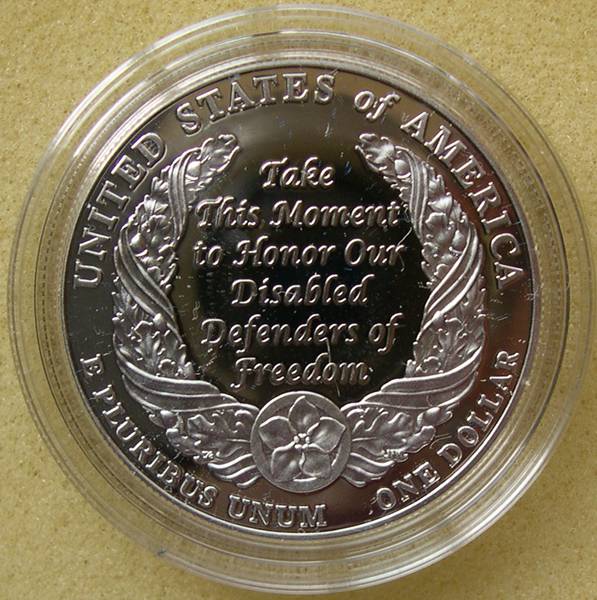 UNITED STATES of AMERICA
Take
This Moment
to Honor Our
Disabled
Defenders of
Freedom
E PLURIBUS UNUM
ONE DOLLAR